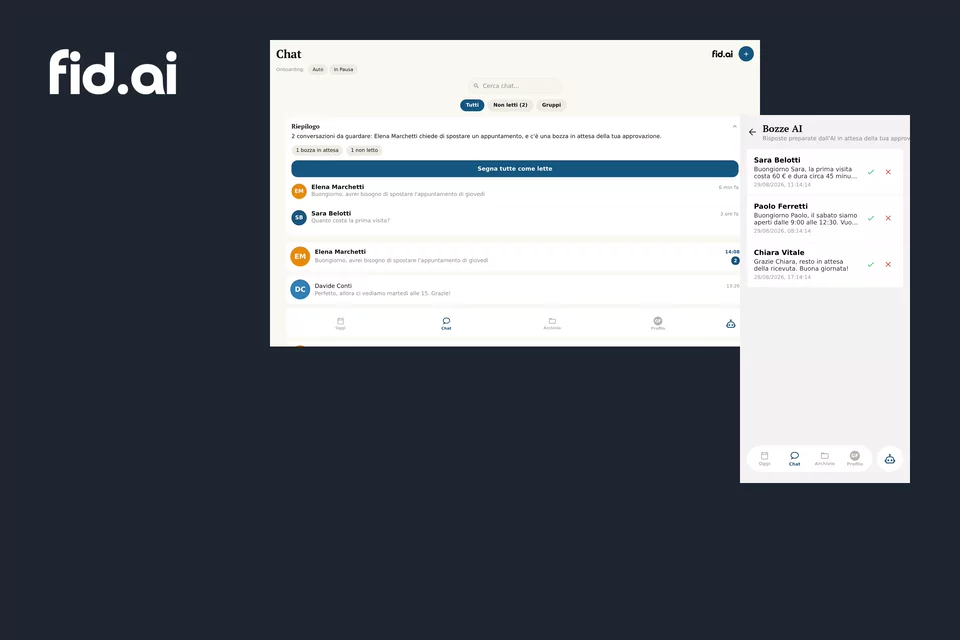 fid.ai
Chat
fid.ai
+
Onboarding:
Auto
In Pausa
Cerca chat...
Tutti
Non letti (2)
Gruppi
Riepilogo
2 conversazioni da guardare: Elena Marchetti chiede di spostare un appuntamento, e c'è una bozza in attesa della tua approvazione.
1 bozza in attesa
1 non letto
Segna tutte come lette
EM
Elena Marchetti
6 min fa
Buongiorno, avrei bisogno di spostare l'appuntamento di giovedì
SB
Sara Belotti
3 ore fa
Quanto costa la prima visita?
EM
Elena Marchetti
14:08
Buongiorno, avrei bisogno di spostare l'appuntamento di giovedì
2
DC
Davide Conti
13:26
Perfetto, allora ci vediamo martedì alle 15. Grazie!
Oggi
Chat
Archivio
Profilo
Bozze AI
Risposte preparate dall'AI in attesa della tua approv
Sara Belotti
Buongiorno Sara, la prima visita
costa 60 € e dura circa 45 minu...
29/08/2026, 11:14:14
Paolo Ferretti
Buongiorno Paolo, il sabato siamo
aperti dalle 9:00 alle 12:30. Vuo...
29/08/2026, 08:14:14
Chiara Vitale
Grazie Chiara, resto in attesa
della ricevuta. Buona giornata!
28/08/2026, 17:14:14
Oggi
Chat
Archivio
Profilo